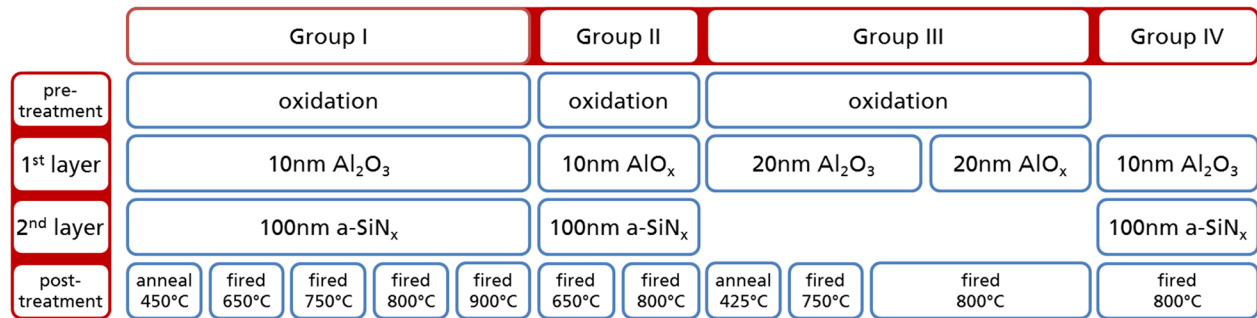 Group I Group II Group III Group IV
pre-
treatment
oxidation oxidation oxidation
1st layer 10nm Al₂O₃ 10nm AlOₓ 20nm Al₂O₃ 20nm AlOₓ 10nm Al₂O₃
2nd layer 100nm a-SiNₓ 100nm a-SiNₓ 100nm a-SiNₓ
post-
treatment
anneal
450°C
fired
650°C
fired
750°C
fired
800°C
fired
900°C
fired
650°C
fired
800°C
anneal
425°C
fired
750°C
fired
800°C
fired
800°C